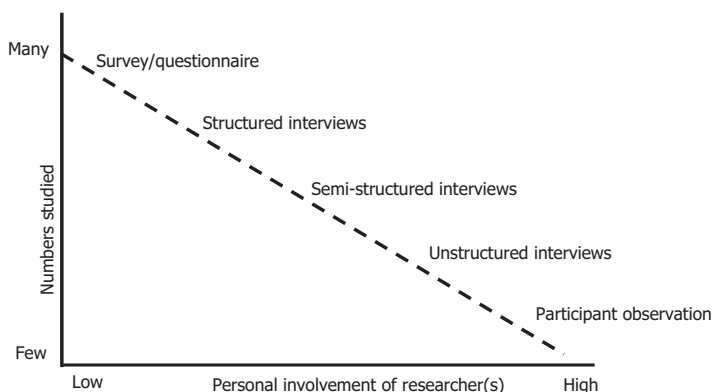 Many
Survey/questionnaire
Structured interviews
Semi-structured interviews
Numbers studied
Unstructured interviews
Participant observation
Few
Low
Personal involvement of researcher(s)
High